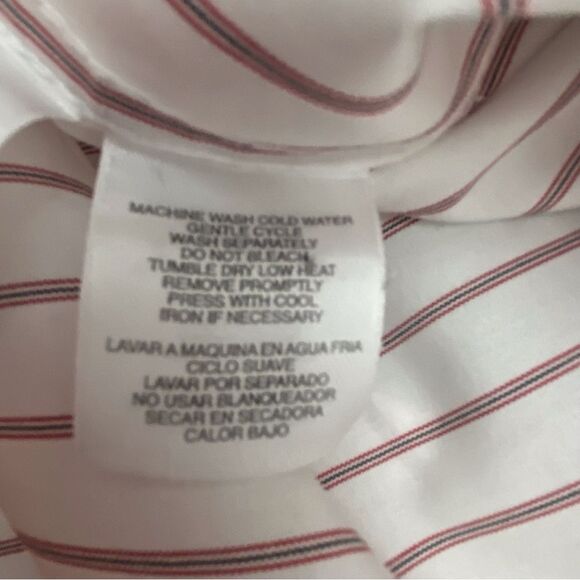 MACHINE WASH COLD WATER
GENTLE CYCLE
WASH SEPARATELY
DO NOT BLEACH
TUMBLE DRY LOW HEAT
REMOVE PROMPTLY
PRESS WITH COOL
IRON IF NECESSARY
LAVAR A MAQUINA EN AGUA FRIA
CICLO SUAVE
LAVAR POR SEPARADO
NO USAR BLANQUEADOR
SECAR EN SECADORA
CALOR BAJO